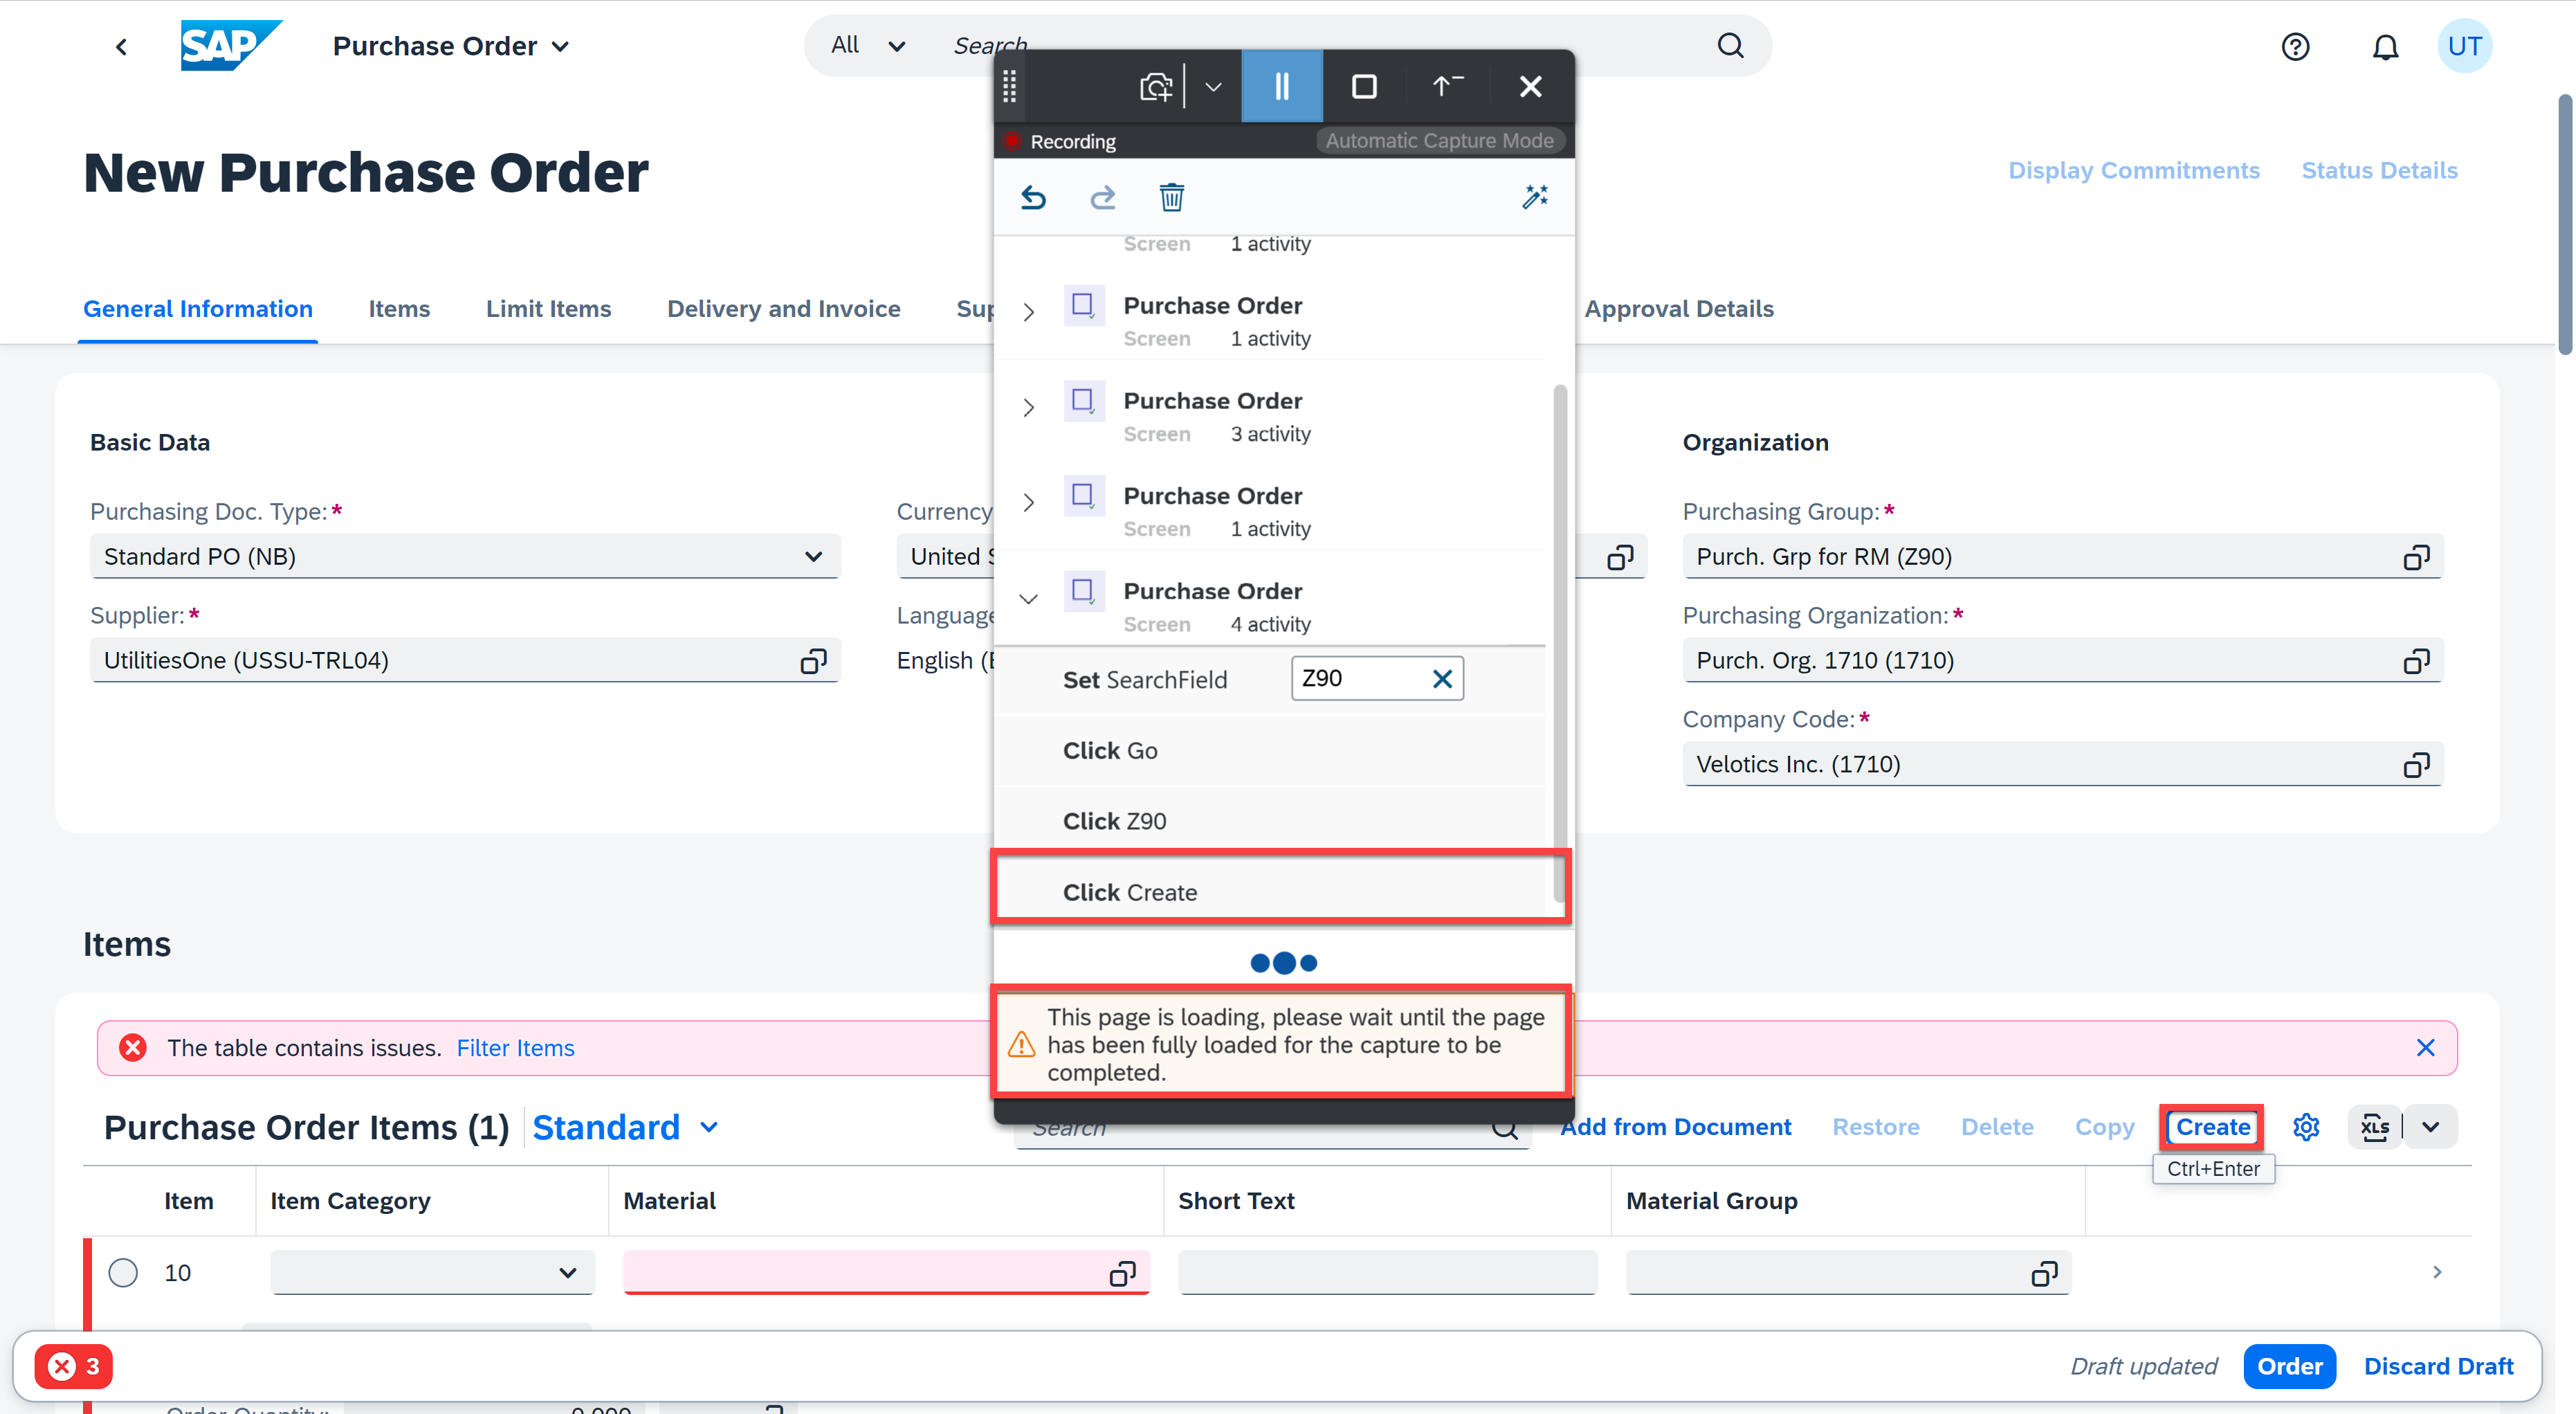 SAP Purchase Order
All Search
UT
New Purchase Order
Display Commitments Status Details
General Information Items Limit Items Delivery and Invoice Sup Approval Details
Recording Automatic Capture Mode
Screen 1 activity
Purchase Order
Screen 1 activity
Purchase Order
Screen 3 activity
Purchase Order
Screen 1 activity
Purchase Order
Screen 4 activity
Set SearchField Z90
Click Go
Click Z90
Click Create
This page is loading, please wait until the page
has been fully loaded for the capture to be
completed.
Basic Data
Purchasing Doc. Type:*
Standard PO (NB)
Supplier:*
UtilitiesOne (USSU-TRL04)
Currency
United S
Language
English (E
Organization
Purchasing Group:*
Purch. Grp for RM (Z90)
Purchasing Organization:*
Purch. Org. 1710 (1710)
Company Code:*
Velotics Inc. (1710)
Items
The table contains issues. Filter Items
Purchase Order Items (1) Standard Search Add from Document Restore Delete Copy Create XLS
Ctrl+Enter
Item Item Category Material Short Text Material Group
10
3 Draft updated Order Discard Draft
Order Quantity: 0.000